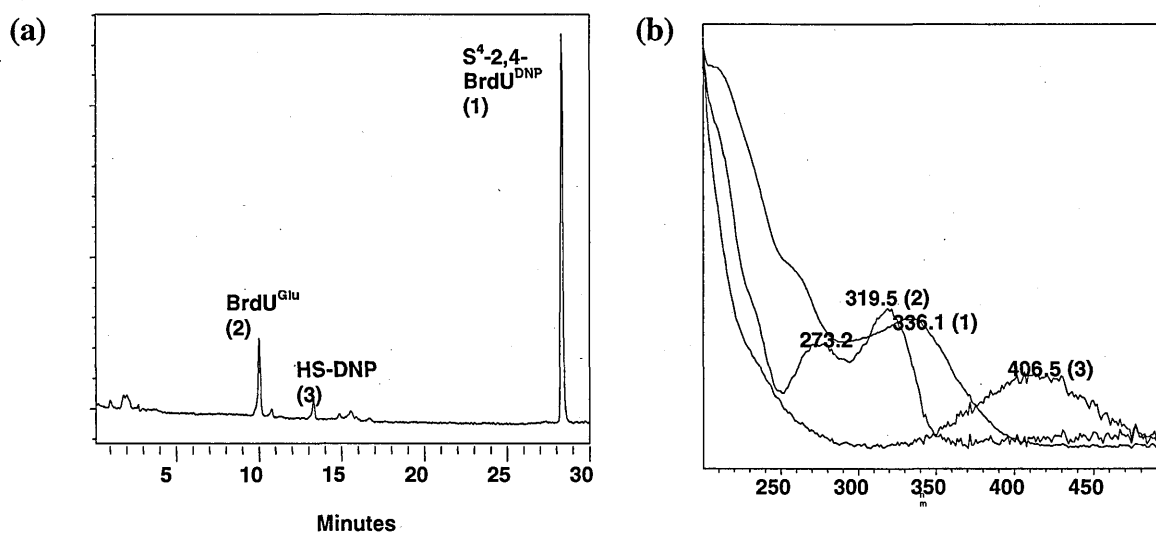 (a)
S⁴-2,4-
BrdUᴰᴺᴾ
(1)
BrdUᴳˡᵘ
(2)
HS-DNP
(3)
5 10 15 20 25 30
Minutes
(b)
319.5 (2)
336.1 (1)
273.2
406.5 (3)
250 300 350 400 450
n
m